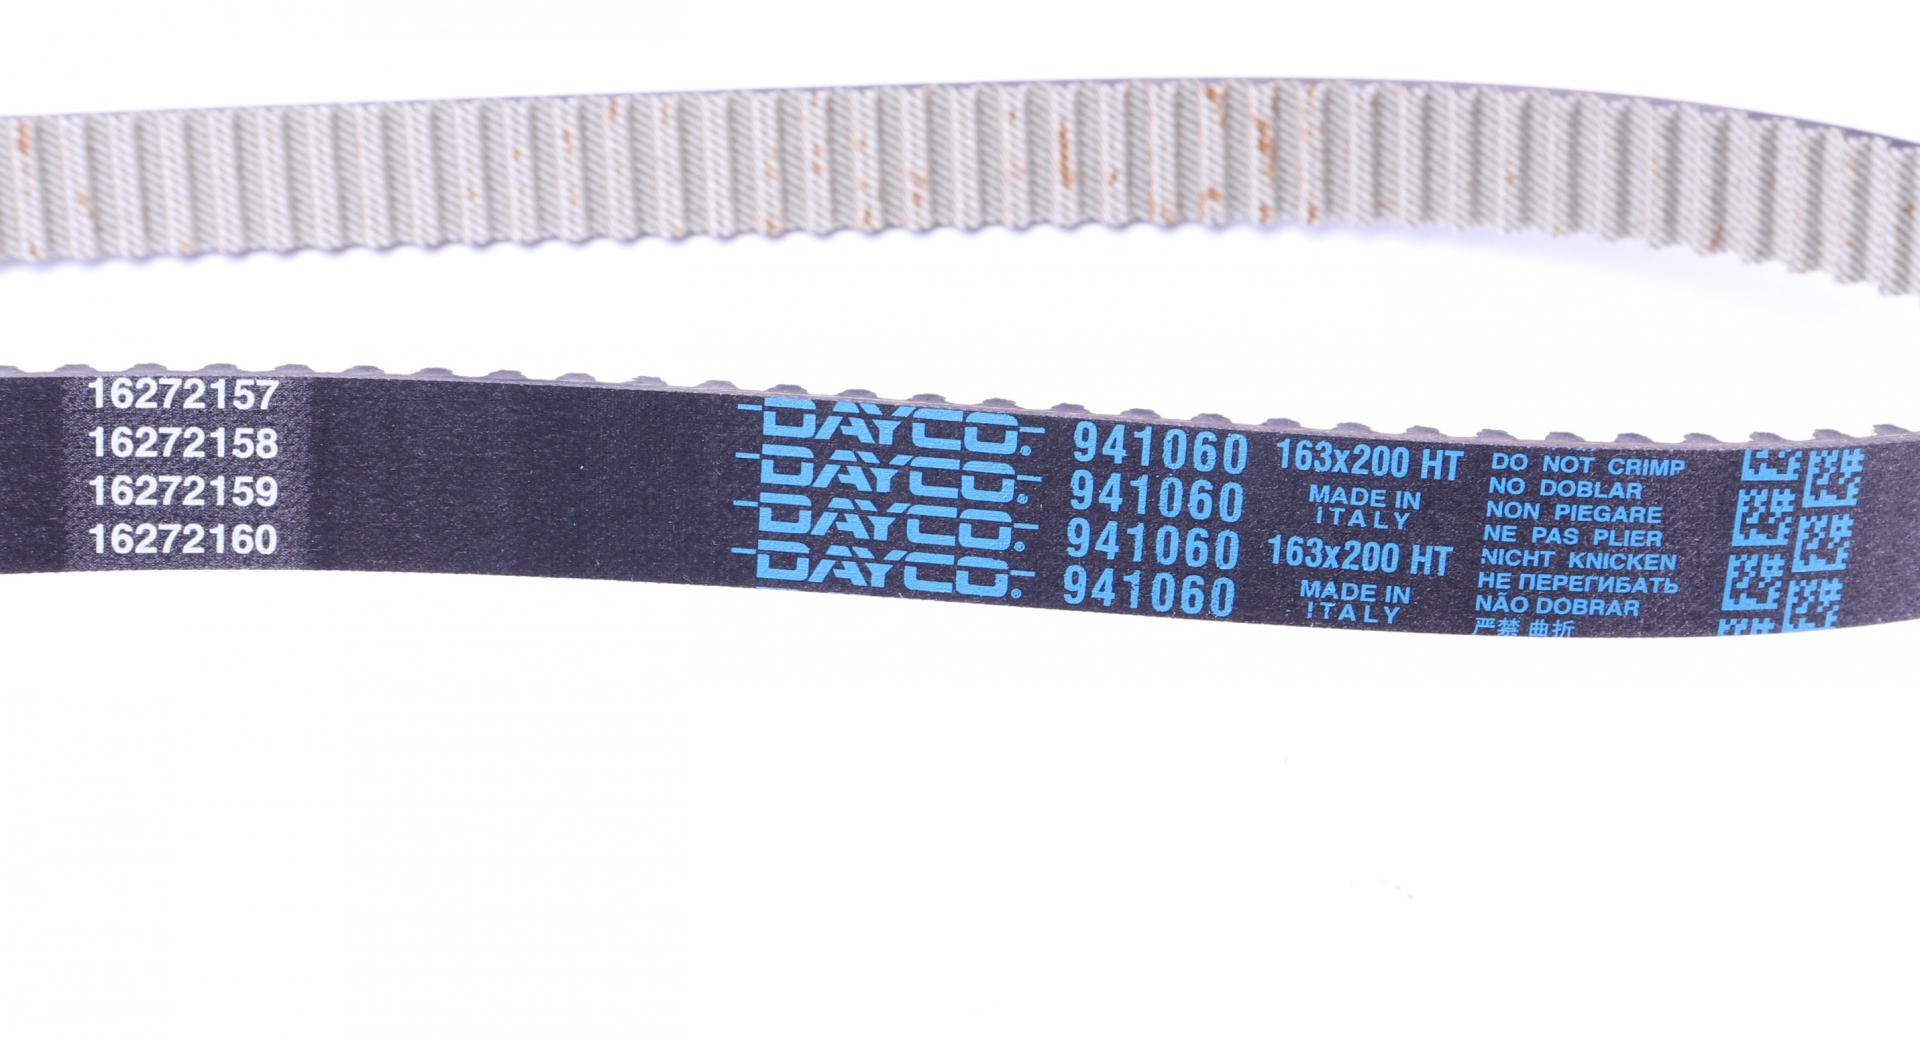 16272157
16272158
16272159
16272160
DAYCO® 941060
DAYCO® 941060
DAYCO® 941060
DAYCO® 941060
163x200 HT
MADE IN
ITALY
163x200 HT
MADE IN
ITALY
DO NOT CRIMP
NO DOBLAR
NON PIEGARE
NE PAS PLIER
NICHT KNICKEN
НЕ ПЕРЕГИБАТЬ
NÃO DOBRAR
严禁 曲折